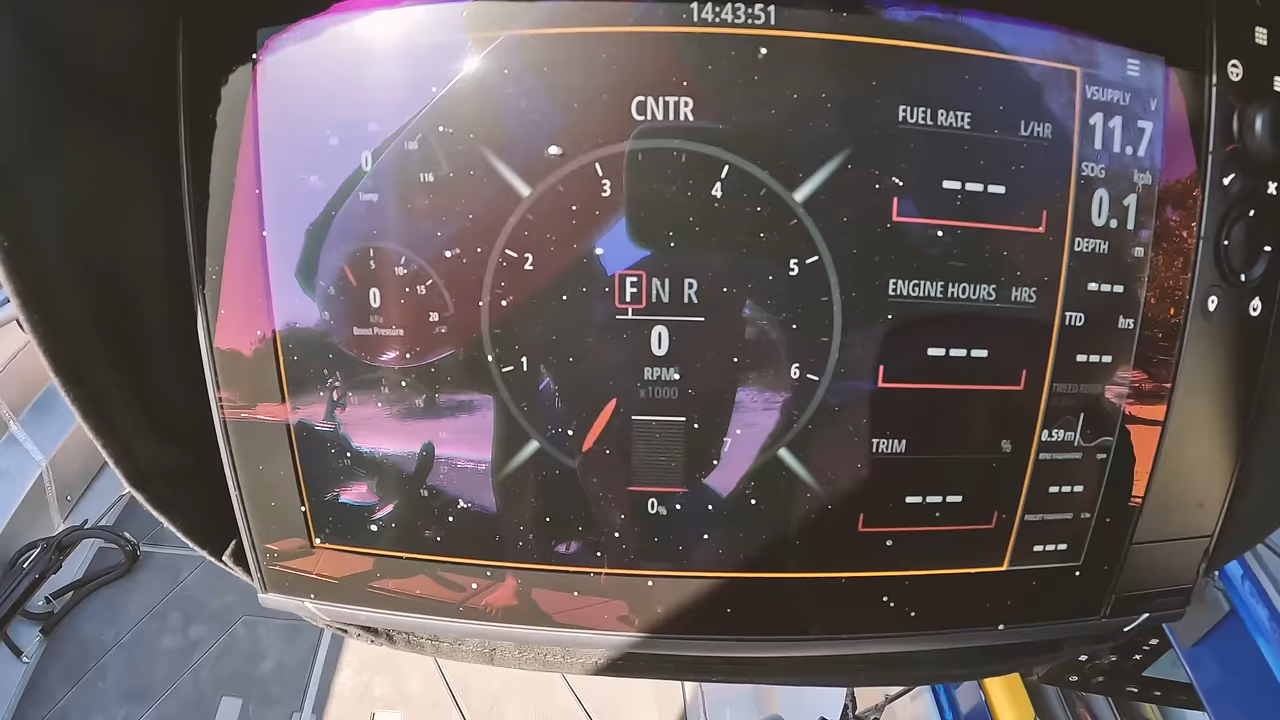 14:43:51
CNTR
0
100
116
Temp
5
10
15
20
0
kPa
Boost Pressure
1
2
3
4
5
6
7
F N R
0
RPM
x1000
0%
FUEL RATE L/HR
---
ENGINE HOURS HRS
---
TRIM %
---
VSUPPLY V
11.7
SOG kph
0.1
DEPTH m
---
TTD hrs
---
0.59m
---
---